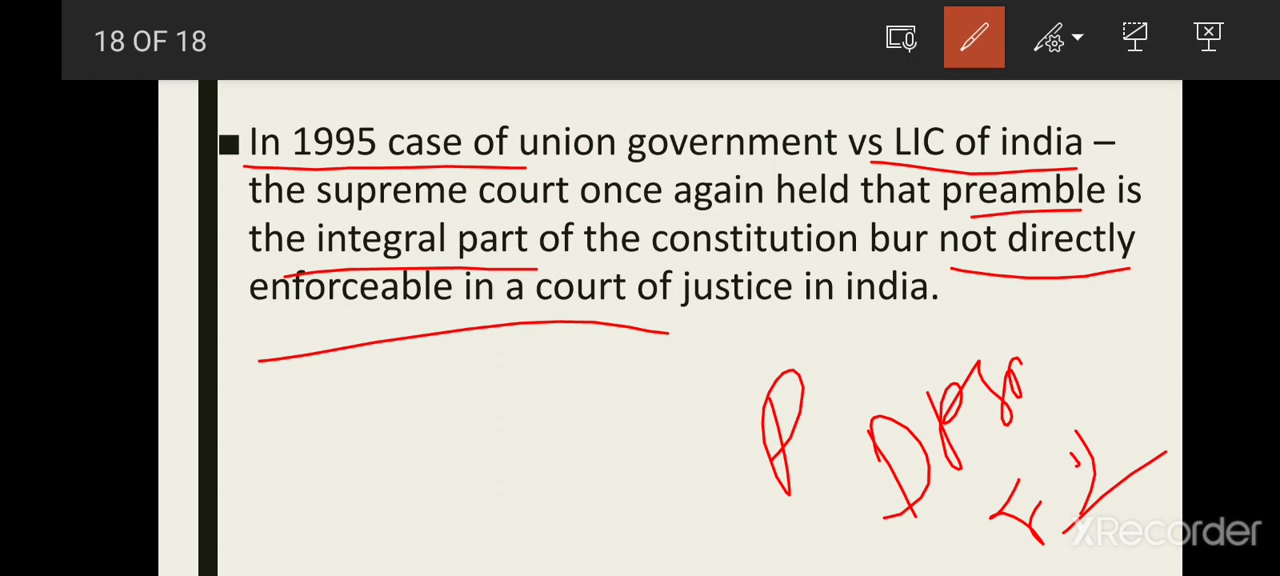 18 OF 18
■ In 1995 case of union government vs LIC of india –
the supreme court once again held that preamble is
the integral part of the constitution bur not directly
enforceable in a court of justice in india.
P DPSP
42
XRecorder